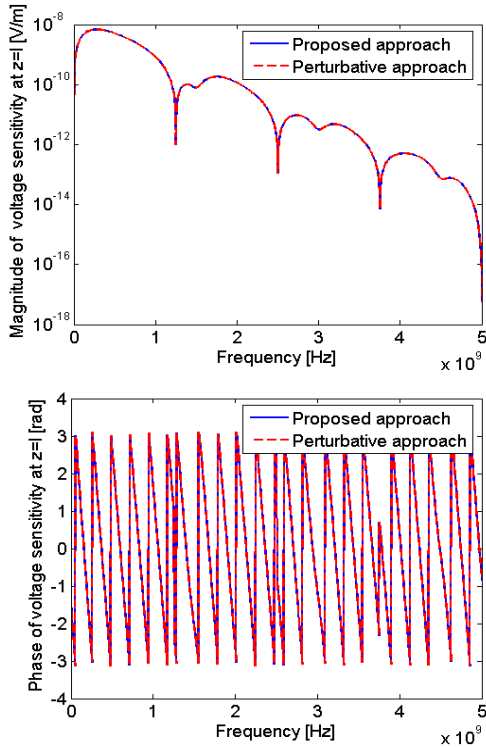 Magnitude of voltage sensitivity at z=l [V/m]
10^-8
10^-10
10^-12
10^-14
10^-16
10^-18
Proposed approach
Perturbative approach
0 1 2 3 4 5
Frequency [Hz]
x 10^9
Phase of voltage sensitivity at z=l [rad]
4
3
2
1
0
-1
-2
-3
-4
Proposed approach
Perturbative approach
0 1 2 3 4 5
Frequency [Hz]
x 10^9